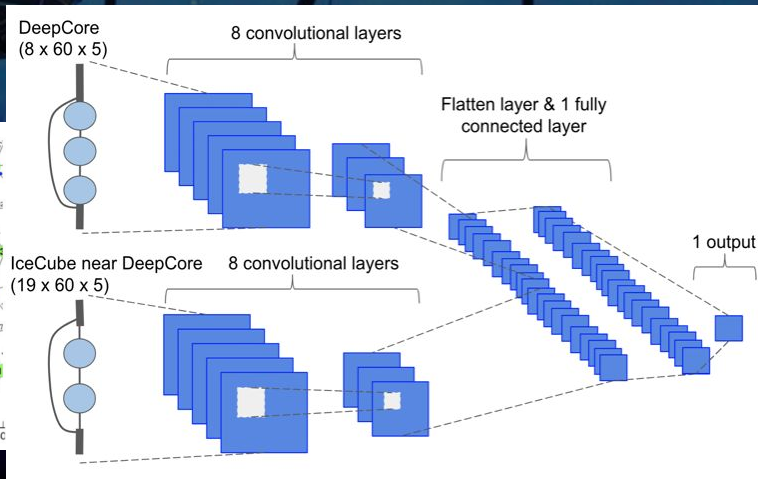 DeepCore
(8 x 60 x 5)
8 convolutional layers
Flatten layer & 1 fully
connected layer
1 output
IceCube near DeepCore
(19 x 60 x 5)
8 convolutional layers